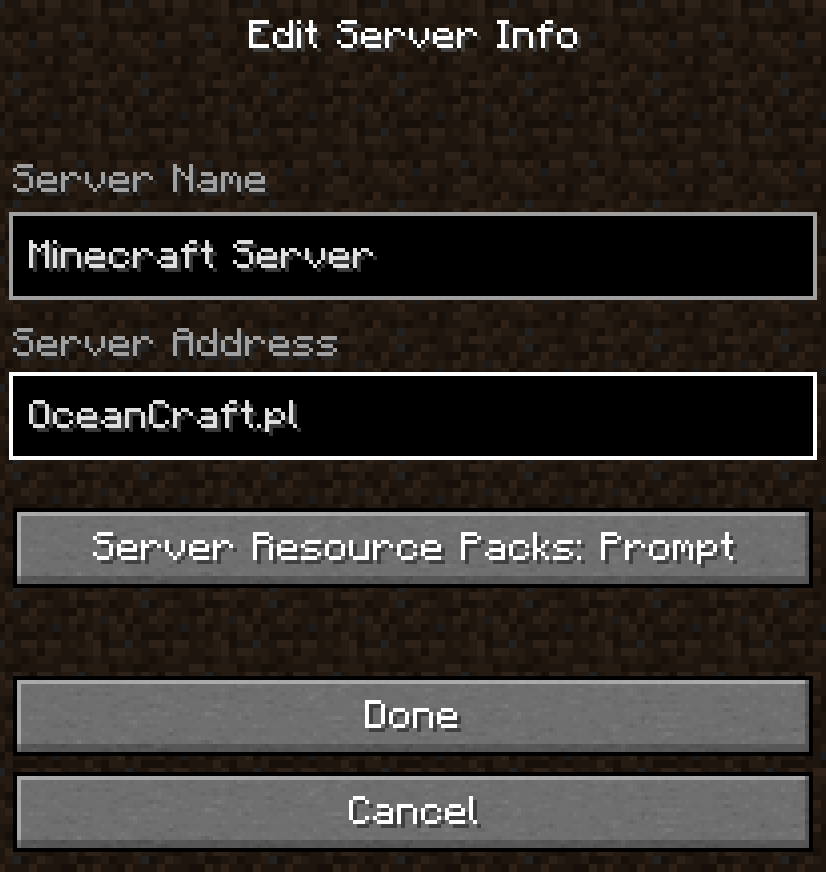 Edit Server Info
Server Name
Minecraft Server
Server Address
OceanCraft.pl
Server Resource Packs: Prompt
Done
Cancel